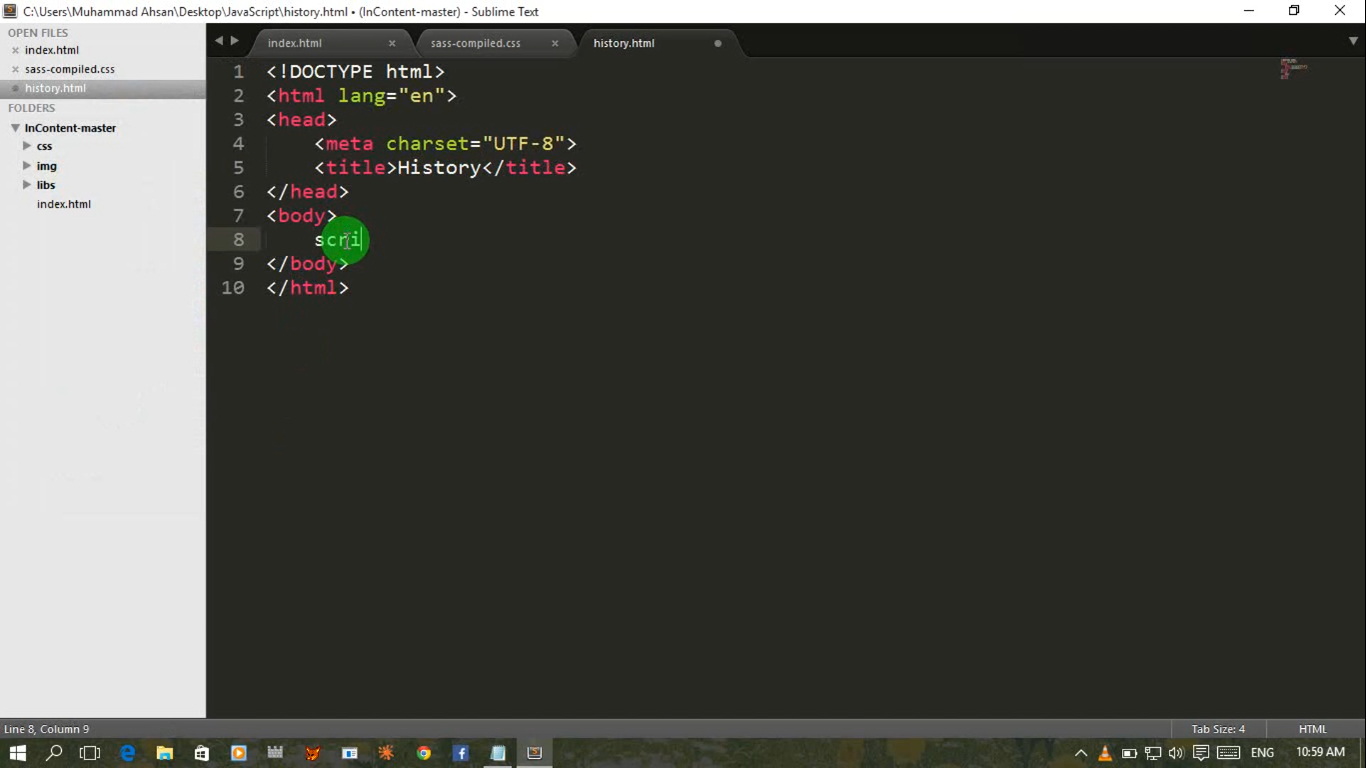 C:\Users\Muhammad Ahsan\Desktop\JavaScript\history.html • (InContent-master) - Sublime Text
OPEN FILES
index.html
sass-compiled.css
history.html
FOLDERS
InContent-master
css
img
libs
index.html
index.html
sass-compiled.css
history.html
1 <!DOCTYPE html>
2 <html lang="en">
3 <head>
4 <meta charset="UTF-8">
5 <title>History</title>
6 </head>
7 <body>
8 scri
9 </body>
10 </html>
Line 8, Column 9
Tab Size: 4
HTML
ENG
10:59 AM